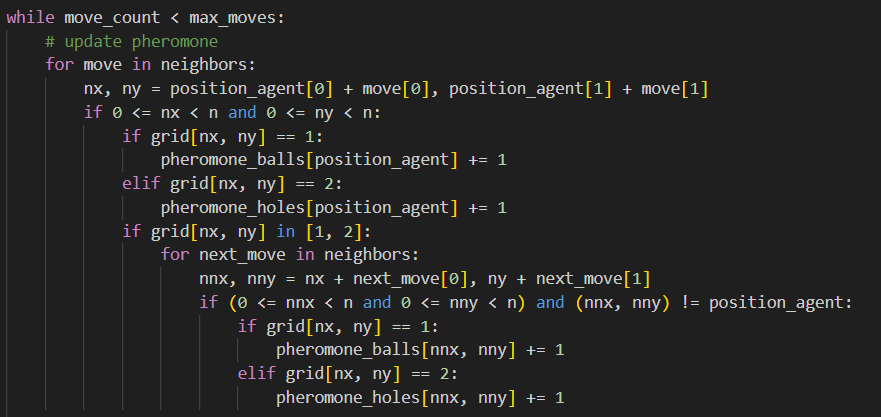 while move_count < max_moves:
    # update pheromone
    for move in neighbors:
        nx, ny = position_agent[0] + move[0], position_agent[1] + move[1]
        if 0 <= nx < n and 0 <= ny < n:
            if grid[nx, ny] == 1:
                pheromone_balls[position_agent] += 1
            elif grid[nx, ny] == 2:
                pheromone_holes[position_agent] += 1
            if grid[nx, ny] in [1, 2]:
                for next_move in neighbors:
                    nnx, nny = nx + next_move[0], ny + next_move[1]
                    if (0 <= nnx < n and 0 <= nny < n) and (nnx, nny) != position_agent:
                        if grid[nx, ny] == 1:
                            pheromone_balls[nnx, nny] += 1
                        elif grid[nx, ny] == 2:
                            pheromone_holes[nnx, nny] += 1